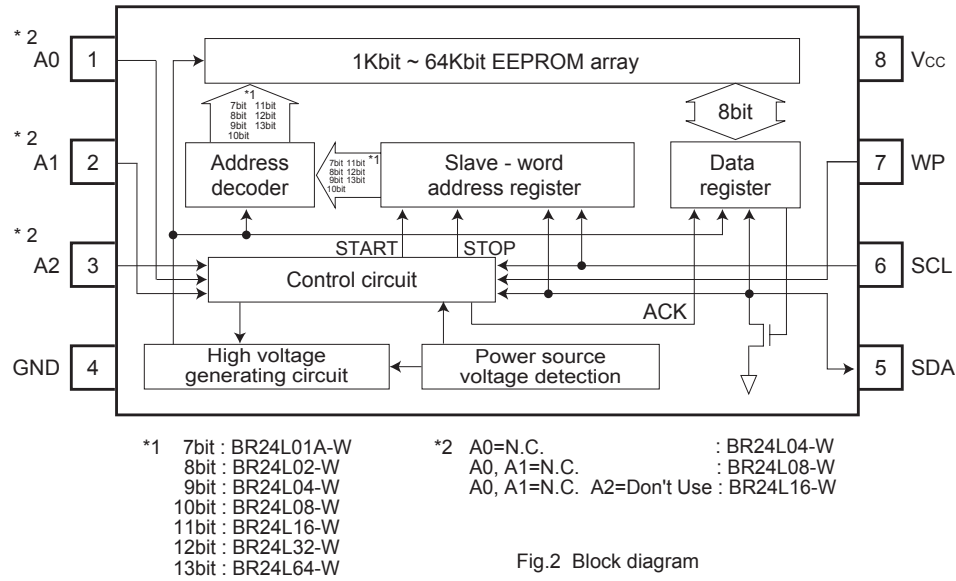 *2
A0 1
1Kbit ~ 64Kbit EEPROM array
8 Vcc
*1
7bit 11bit
8bit 12bit
9bit 13bit
10bit
8bit
*2
A1 2
Address
decoder
7bit 11bit *1
8bit 12bit
9bit 13bit
10bit
Slave - word
address register
Data
register
7 WP
*2
A2 3
START STOP
Control circuit
6 SCL
ACK
GND 4
High voltage
generating circuit
Power source
voltage detection
5 SDA
*1 7bit : BR24L01A-W
8bit : BR24L02-W
9bit : BR24L04-W
10bit : BR24L08-W
11bit : BR24L16-W
12bit : BR24L32-W
13bit : BR24L64-W
*2 A0=N.C. : BR24L04-W
A0, A1=N.C. : BR24L08-W
A0, A1=N.C. A2=Don't Use : BR24L16-W
Fig.2 Block diagram